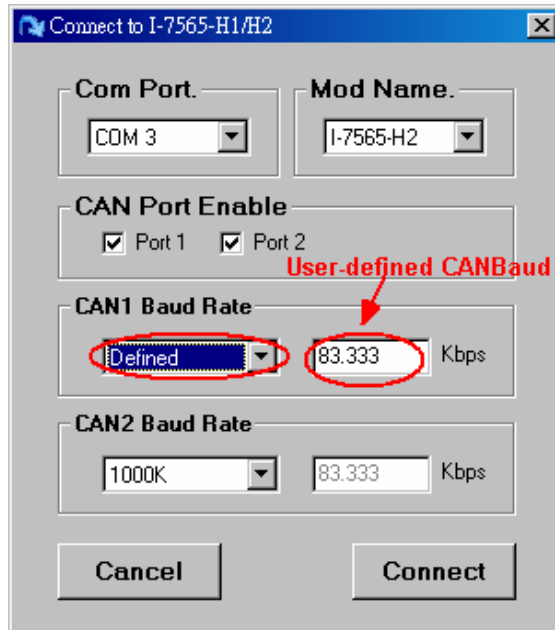 Connect to I-7565-H1/H2
Com Port.
Mod Name.
COM 3
I-7565-H2
CAN Port Enable
Port 1
Port 2
User-defined CANBaud
CAN1 Baud Rate
Defined
83.333
Kbps
CAN2 Baud Rate
1000K
83.333
Kbps
Cancel
Connect